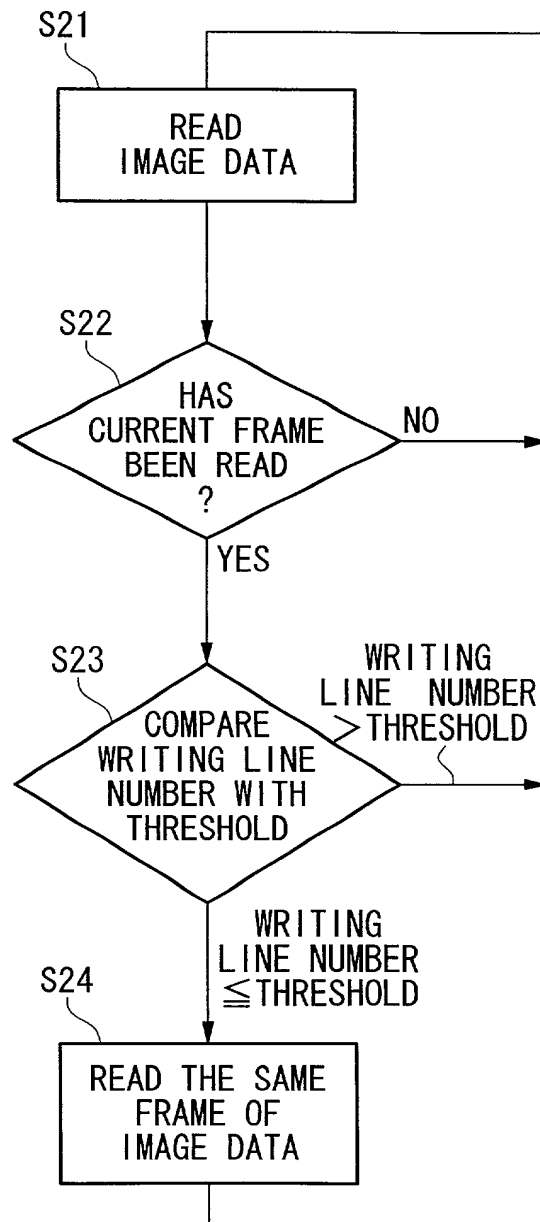 S21
READ
IMAGE DATA
S22
HAS
CURRENT FRAME
BEEN READ
?
NO
YES
S23
COMPARE
WRITING LINE
NUMBER WITH
THRESHOLD
WRITING
LINE NUMBER
>THRESHOLD
WRITING
LINE NUMBER
≦THRESHOLD
S24
READ THE SAME
FRAME OF
IMAGE DATA